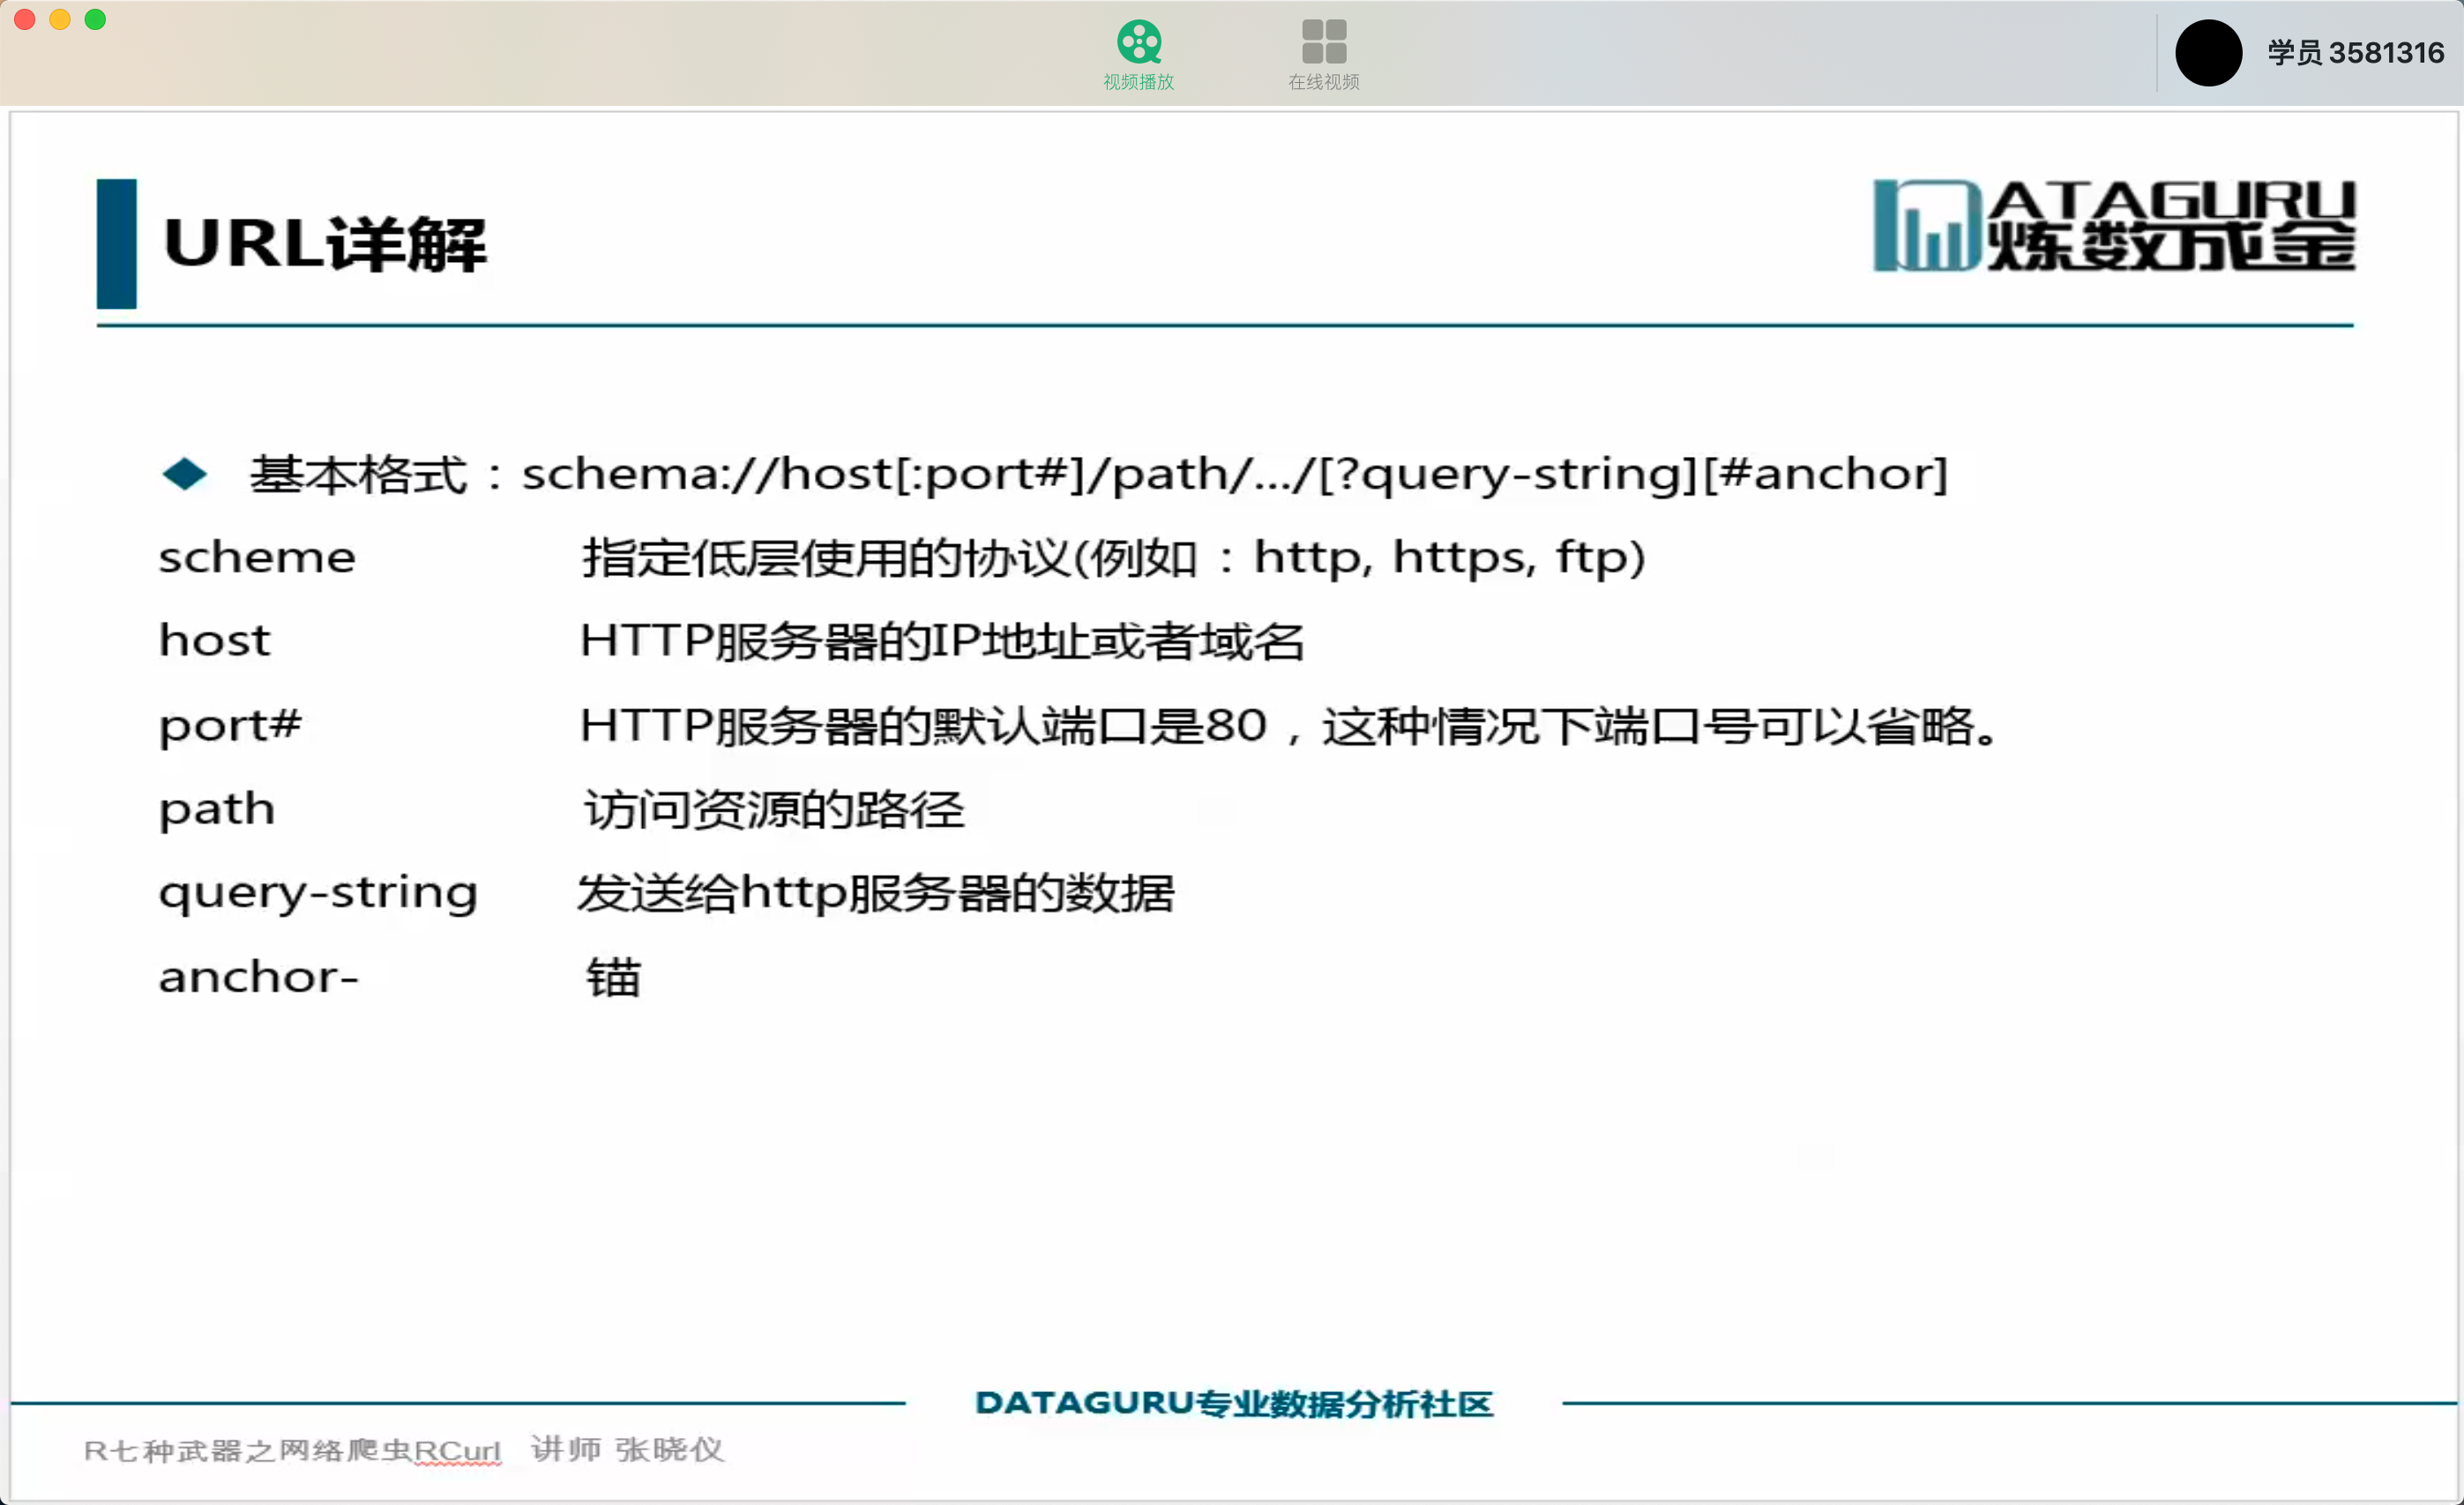 视频播放
在线视频
学员 3581316
URL详解
DATAGURU
炼数成金
基本格式：schema://host[:port#]/path/.../[?query-string][#anchor]
scheme 指定低层使用的协议(例如：http, https, ftp)
host HTTP服务器的IP地址或者域名
port# HTTP服务器的默认端口是80，这种情况下端口号可以省略。
path 访问资源的路径
query-string 发送给http服务器的数据
anchor- 锚
DATAGURU专业数据分析社区
R七种武器之网络爬虫RCurl 讲师 张晓仪